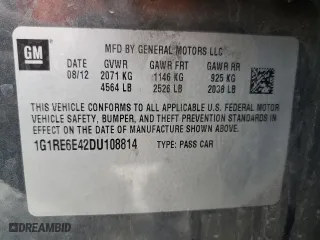 GM
MFD BY GENERAL MOTORS LLC
DATE GVWR GAWR FRT GAWR RR
08/12 2071 KG 1146 KG 925 KG
4564 LB 2526 LB 2038 LB
THIS VEHICLE CONFORMS TO ALL APPLICABLE U.S. FEDERAL MOTOR
VEHICLE SAFETY, BUMPER, AND THEFT PREVENTION STANDARDS IN
EFFECT ON THE DATE OF MANUFACTURE SHOWN ABOVE.
1G1RE6E42DU108814 TYPE: PASS CAR